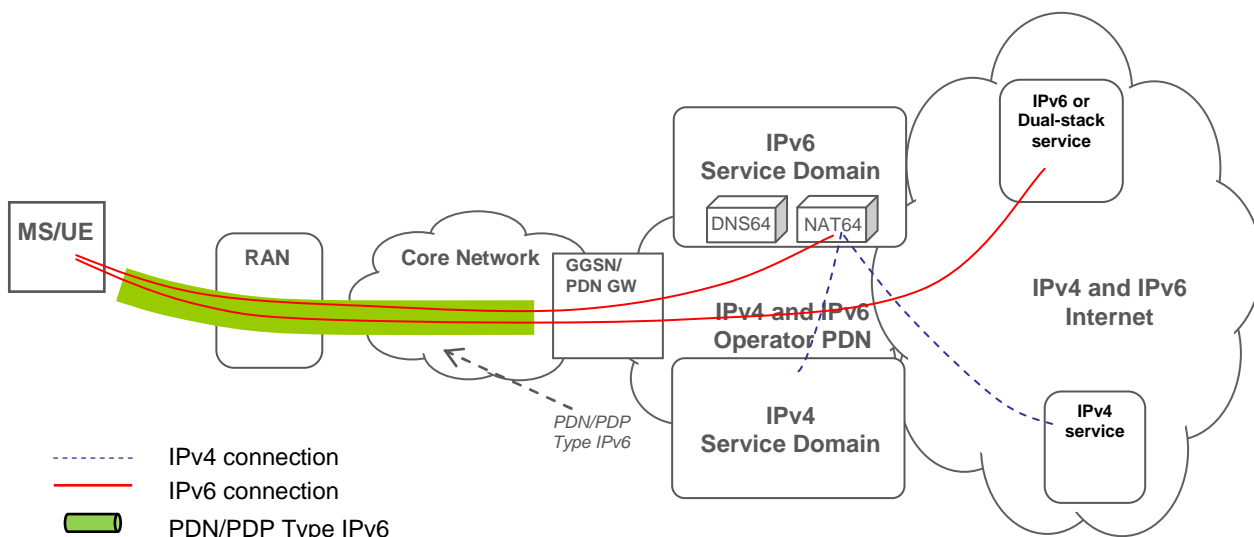 IPv6 or
Dual-stack
service
IPv6
Service Domain
DNS64
NAT64
MS/UE
RAN
Core Network
GGSN/
PDN GW
IPv4 and IPv6
Operator PDN
IPv4 and IPv6
Internet
PDN/PDP
Type IPv6
IPv4
Service Domain
IPv4
service
IPv4 connection
IPv6 connection
PDN/PDP Type IPv6